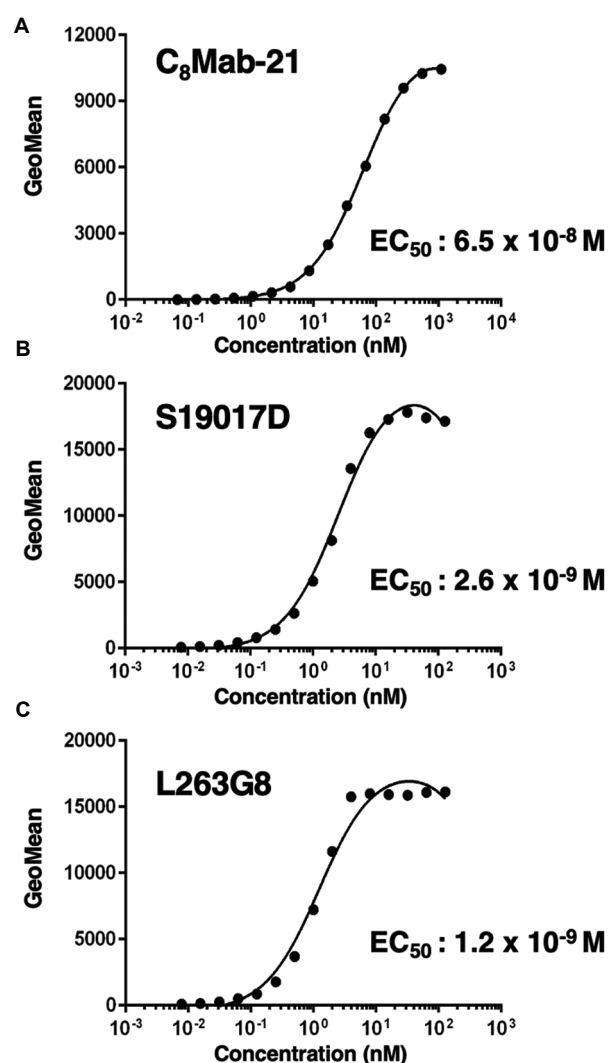 A
C₈Mab-21
12000
9000
6000
3000
0
GeoMean
EC₅₀ : 6.5 x 10⁻⁸ M
10⁻² 10⁻¹ 10⁰ 10¹ 10² 10³ 10⁴
Concentration (nM)
B
S19017D
20000
15000
10000
5000
0
GeoMean
EC₅₀ : 2.6 x 10⁻⁹ M
10⁻³ 10⁻² 10⁻¹ 10⁰ 10¹ 10² 10³
Concentration (nM)
C
L263G8
20000
15000
10000
5000
0
GeoMean
EC₅₀ : 1.2 x 10⁻⁹ M
10⁻³ 10⁻² 10⁻¹ 10⁰ 10¹ 10² 10³
Concentration (nM)